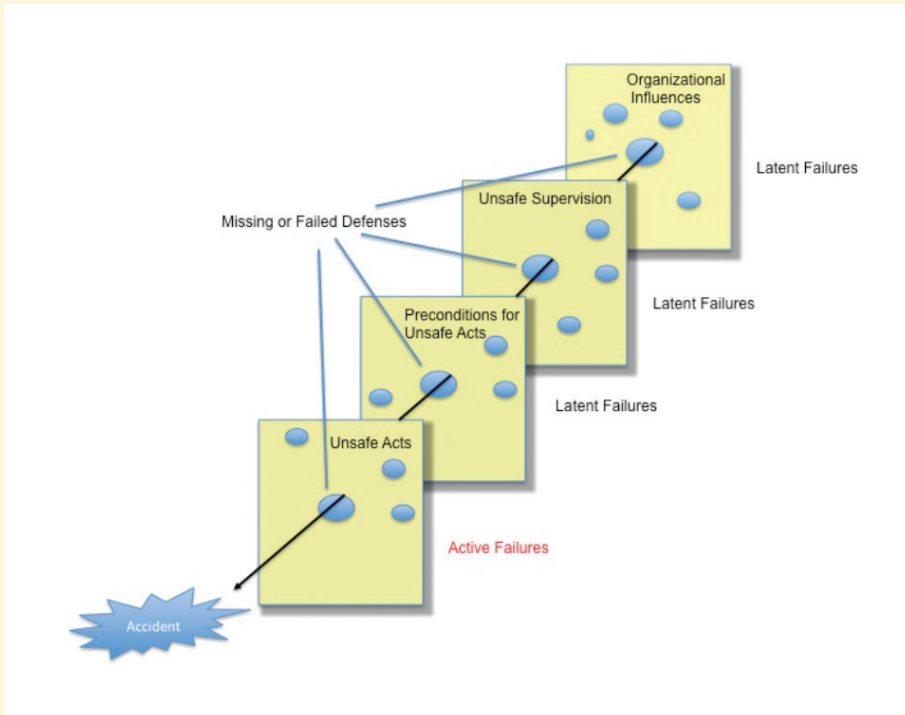 Organizational
Influences
Latent Failures
Unsafe Supervision
Missing or Failed Defenses
Latent Failures
Preconditions for
Unsafe Acts
Latent Failures
Unsafe Acts
Active Failures
Accident